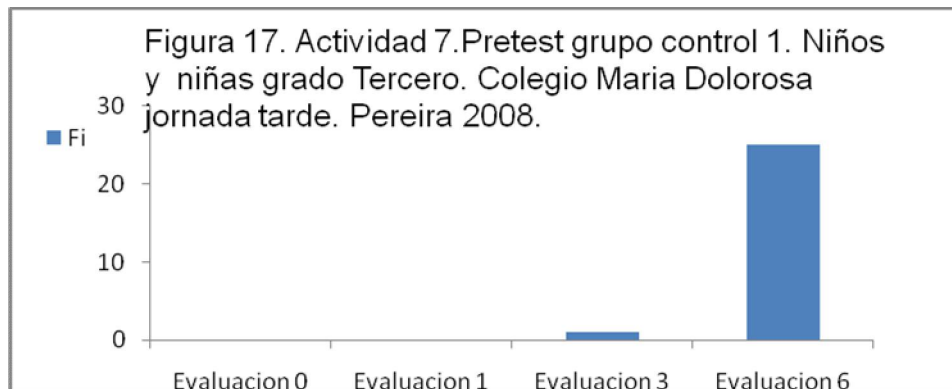 Figura 17. Actividad 7.Pretest grupo control 1. Niños
y niñas grado Tercero. Colegio Maria Dolorosa
jornada tarde. Pereira 2008.
30
Fi
20
10
0
Evaluacion 0 Evaluacion 1 Evaluacion 3 Evaluacion 6